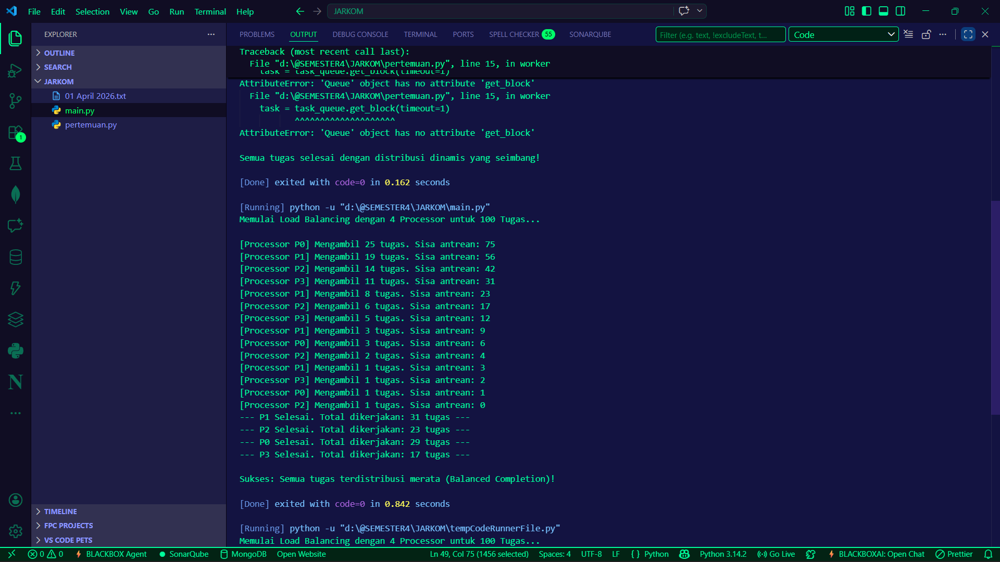 File Edit Selection View Go Run Terminal Help
JARKOM
EXPLORER
PROBLEMS OUTPUT DEBUG CONSOLE TERMINAL PORTS SPELL CHECKER 55 SONARQUBE
Filter (e.g. text, !excludeText, t...
Code
OUTLINE
SEARCH
JARKOM
01 April 2026.txt
main.py
pertemuan.py
1
N
TIMELINE
FPC PROJECTS
VS CODE PETS
Traceback (most recent call last):
File "d:\@SEMESTER4\JARKOM\pertemuan.py", line 15, in worker
task = task_queue.get_block(timeout=1)
AttributeError: 'Queue' object has no attribute 'get_block'
File "d:\@SEMESTER4\JARKOM\pertemuan.py", line 15, in worker
task = task_queue.get_block(timeout=1)
^^^^^^^^^^^^^^^^^^^^
AttributeError: 'Queue' object has no attribute 'get_block'
Semua tugas selesai dengan distribusi dinamis yang seimbang!
[Done] exited with code=0 in 0.162 seconds
[Running] python -u "d:\@SEMESTER4\JARKOM\main.py"
Memulai Load Balancing dengan 4 Processor untuk 100 Tugas...
[Processor P0] Mengambil 25 tugas. Sisa antrean: 75
[Processor P1] Mengambil 19 tugas. Sisa antrean: 56
[Processor P2] Mengambil 14 tugas. Sisa antrean: 42
[Processor P3] Mengambil 11 tugas. Sisa antrean: 31
[Processor P1] Mengambil 8 tugas. Sisa antrean: 23
[Processor P2] Mengambil 6 tugas. Sisa antrean: 17
[Processor P3] Mengambil 5 tugas. Sisa antrean: 12
[Processor P1] Mengambil 3 tugas. Sisa antrean: 9
[Processor P0] Mengambil 3 tugas. Sisa antrean: 6
[Processor P2] Mengambil 2 tugas. Sisa antrean: 4
[Processor P1] Mengambil 1 tugas. Sisa antrean: 3
[Processor P3] Mengambil 1 tugas. Sisa antrean: 2
[Processor P0] Mengambil 1 tugas. Sisa antrean: 1
[Processor P2] Mengambil 1 tugas. Sisa antrean: 0
--- P1 Selesai. Total dikerjakan: 31 tugas ---
--- P2 Selesai. Total dikerjakan: 23 tugas ---
--- P0 Selesai. Total dikerjakan: 29 tugas ---
--- P3 Selesai. Total dikerjakan: 17 tugas ---
Sukses: Semua tugas terdistribusi merata (Balanced Completion)!
[Done] exited with code=0 in 0.842 seconds
[Running] python -u "d:\@SEMESTER4\JARKOM\tempCodeRunnerFile.py"
Memulai Load Balancing dengan 4 Processor untuk 100 Tugas...
0 0 BLACKBOX Agent SonarQube MongoDB Open Website Ln 49, Col 75 (1456 selected) Spaces: 4 UTF-8 LF {} Python Python 3.14.2 Go Live BLACKBOXAI: Open Chat Prettier